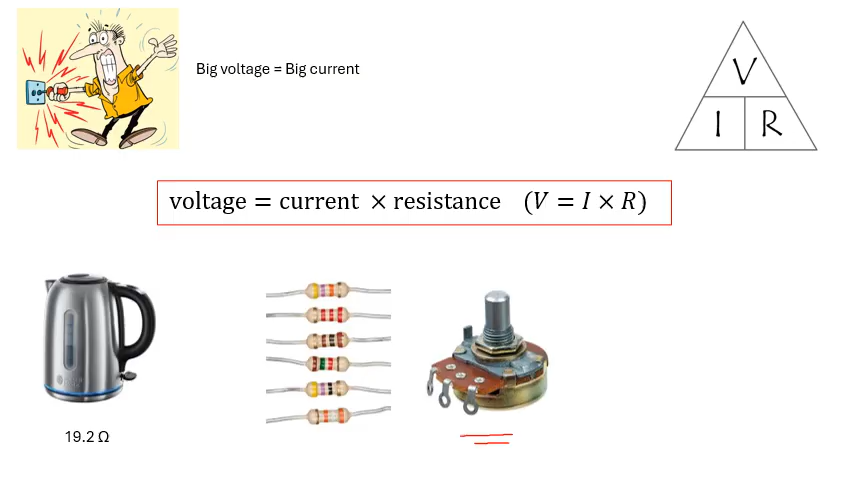 Big voltage = Big current
V
I R
voltage = current × resistance (V = I × R)
19.2 Ω